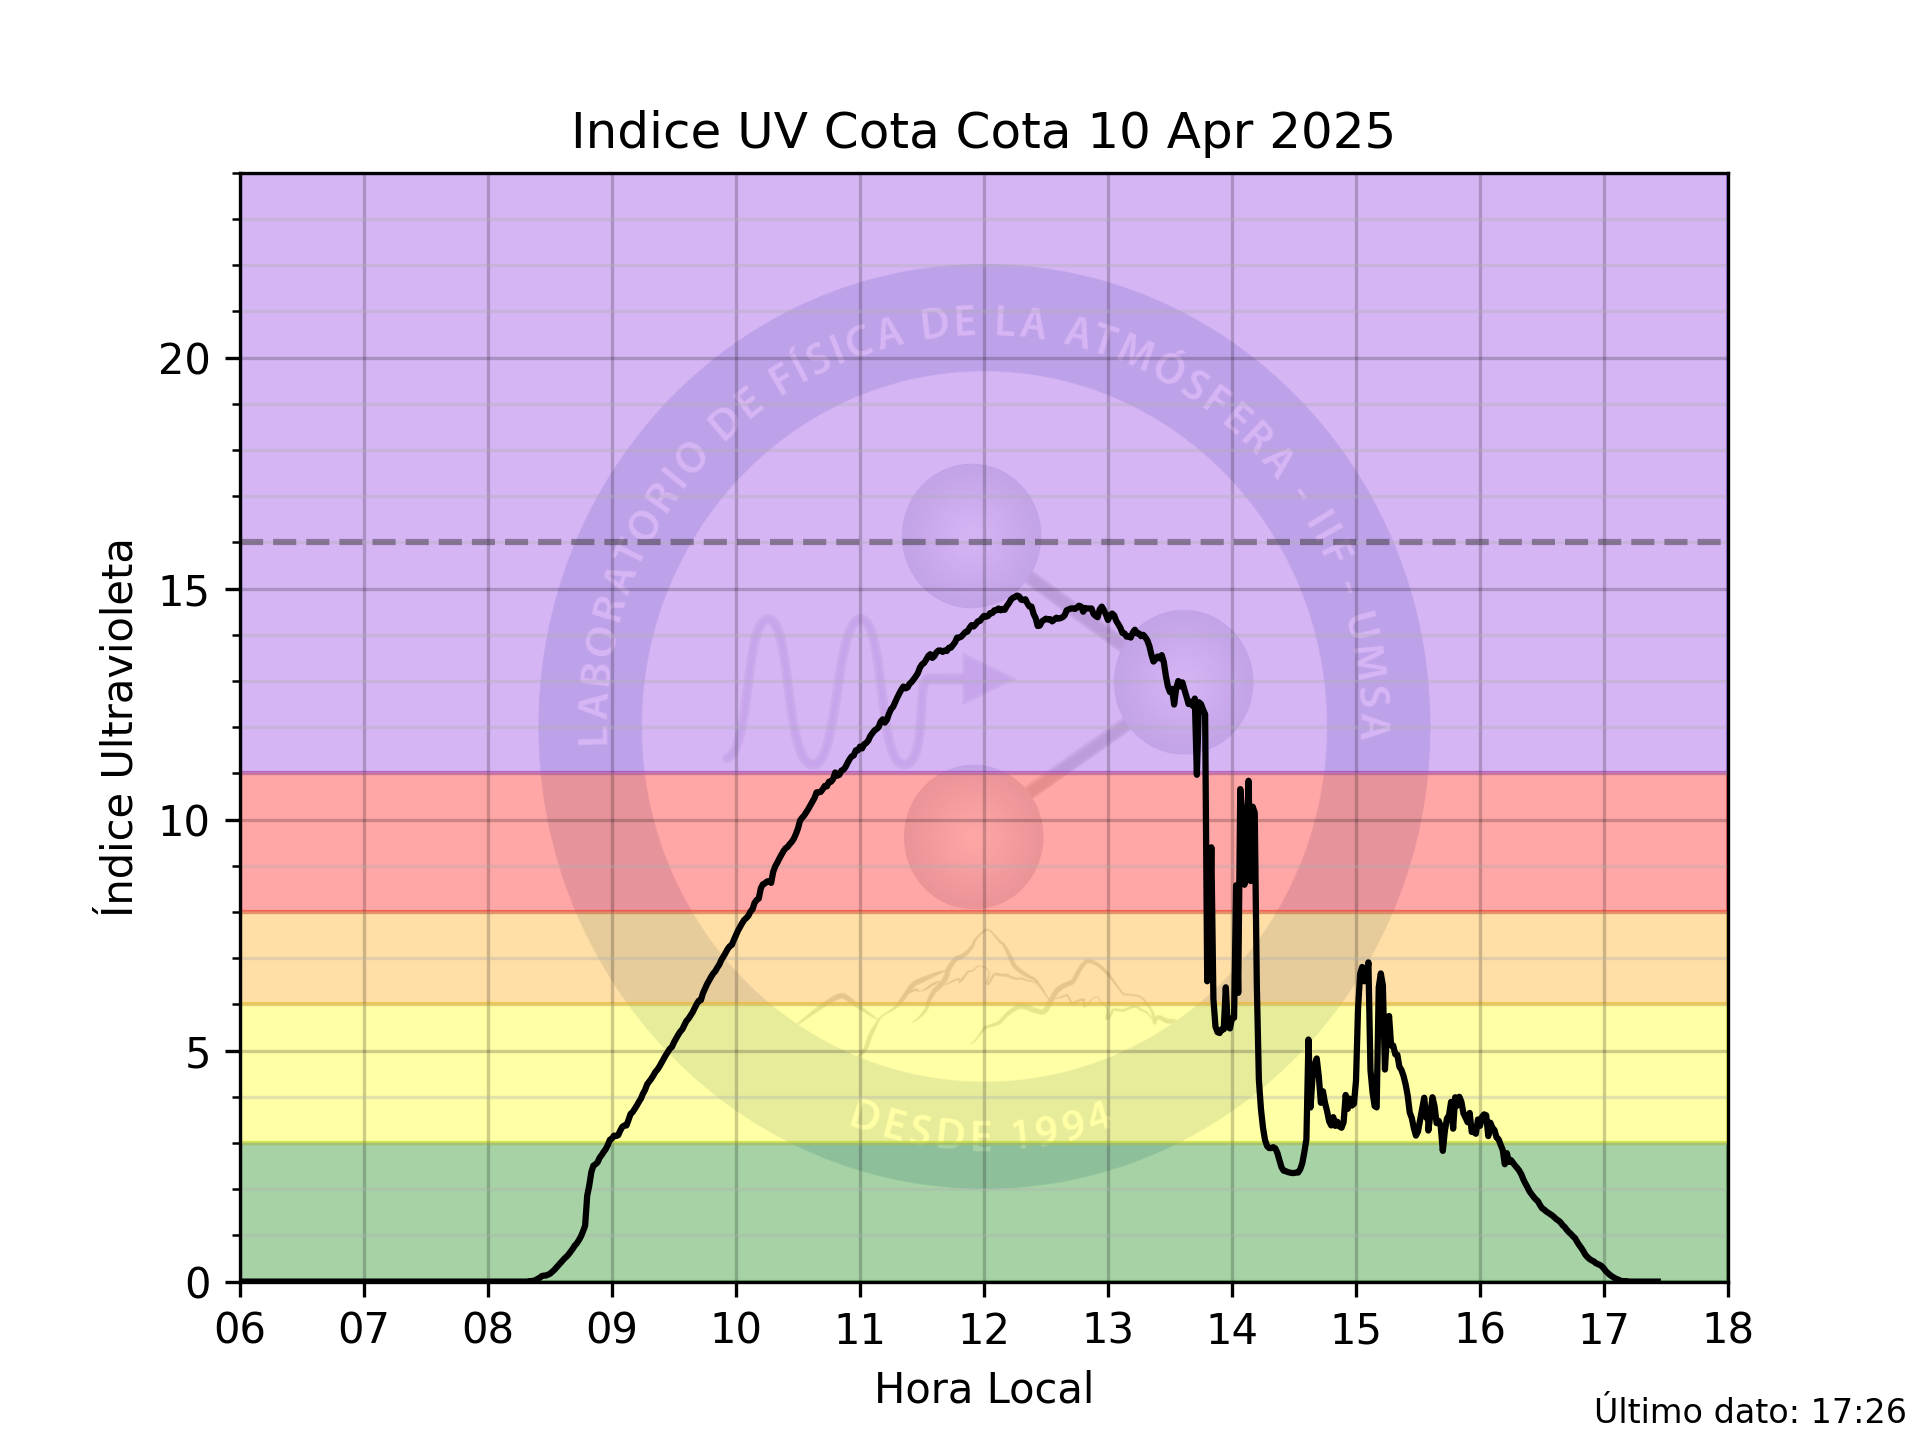 Indice UV Cota Cota 10 Apr 2025
20
15
10
5
0
Índice Ultravioleta
LABORATORIO DE FÍSICA DE LA ATMÓSFERA - IIF - UMSA
DESDE 1994
06 07 08 09 10 11 12 13 14 15 16 17 18
Hora Local
Último dato: 17:26